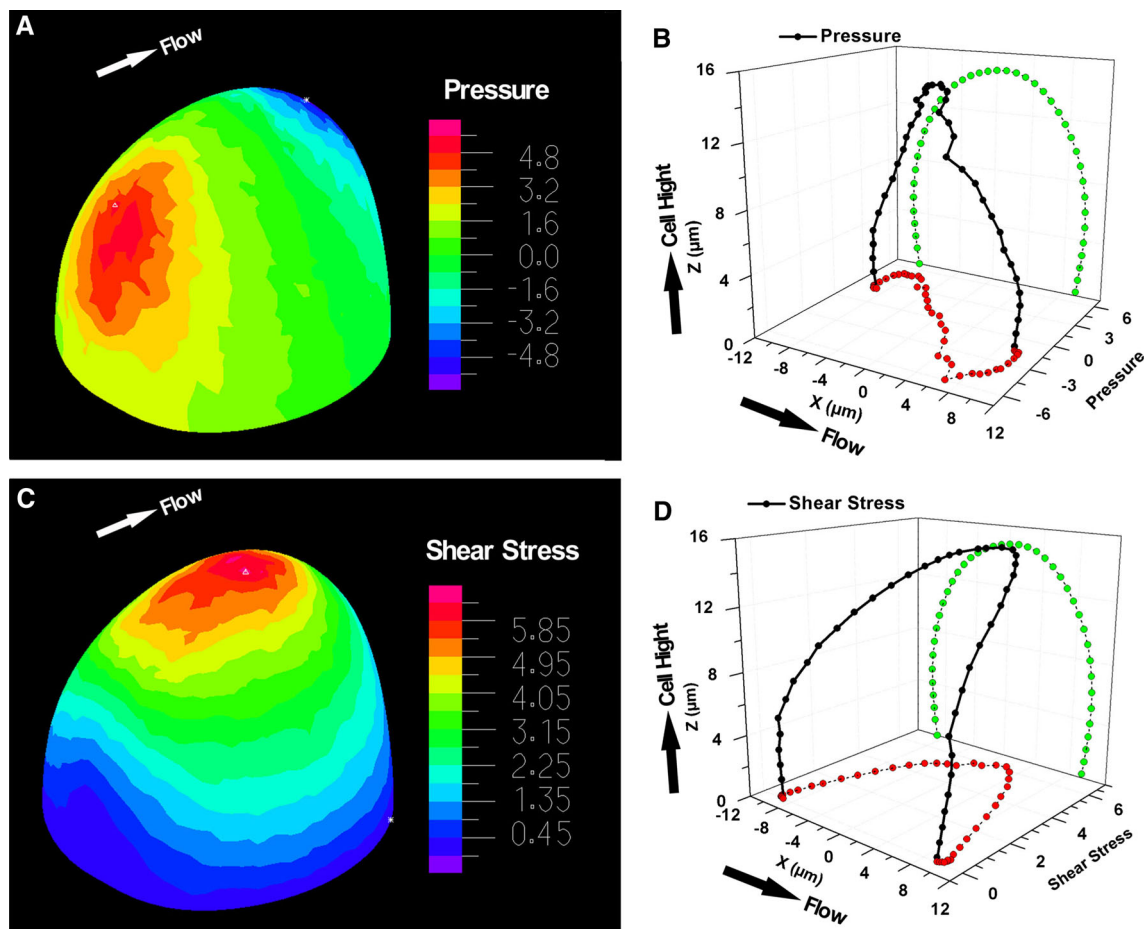 A
Flow
Pressure
4.8
3.2
1.6
0.0
-1.6
-3.2
-4.8
B
Pressure
16
12
8
4
0
Cell Hight
Z (µm)
-12
-8
-4
0
4
8
12
X (µm)
Flow
-6
-3
0
3
6
Pressure
C
Flow
Shear Stress
5.85
4.95
4.05
3.15
2.25
1.35
0.45
D
Shear Stress
16
12
8
4
0
Cell Hight
Z (µm)
-12
-8
-4
0
4
8
12
X (µm)
Flow
0
2
4
6
Shear Stress